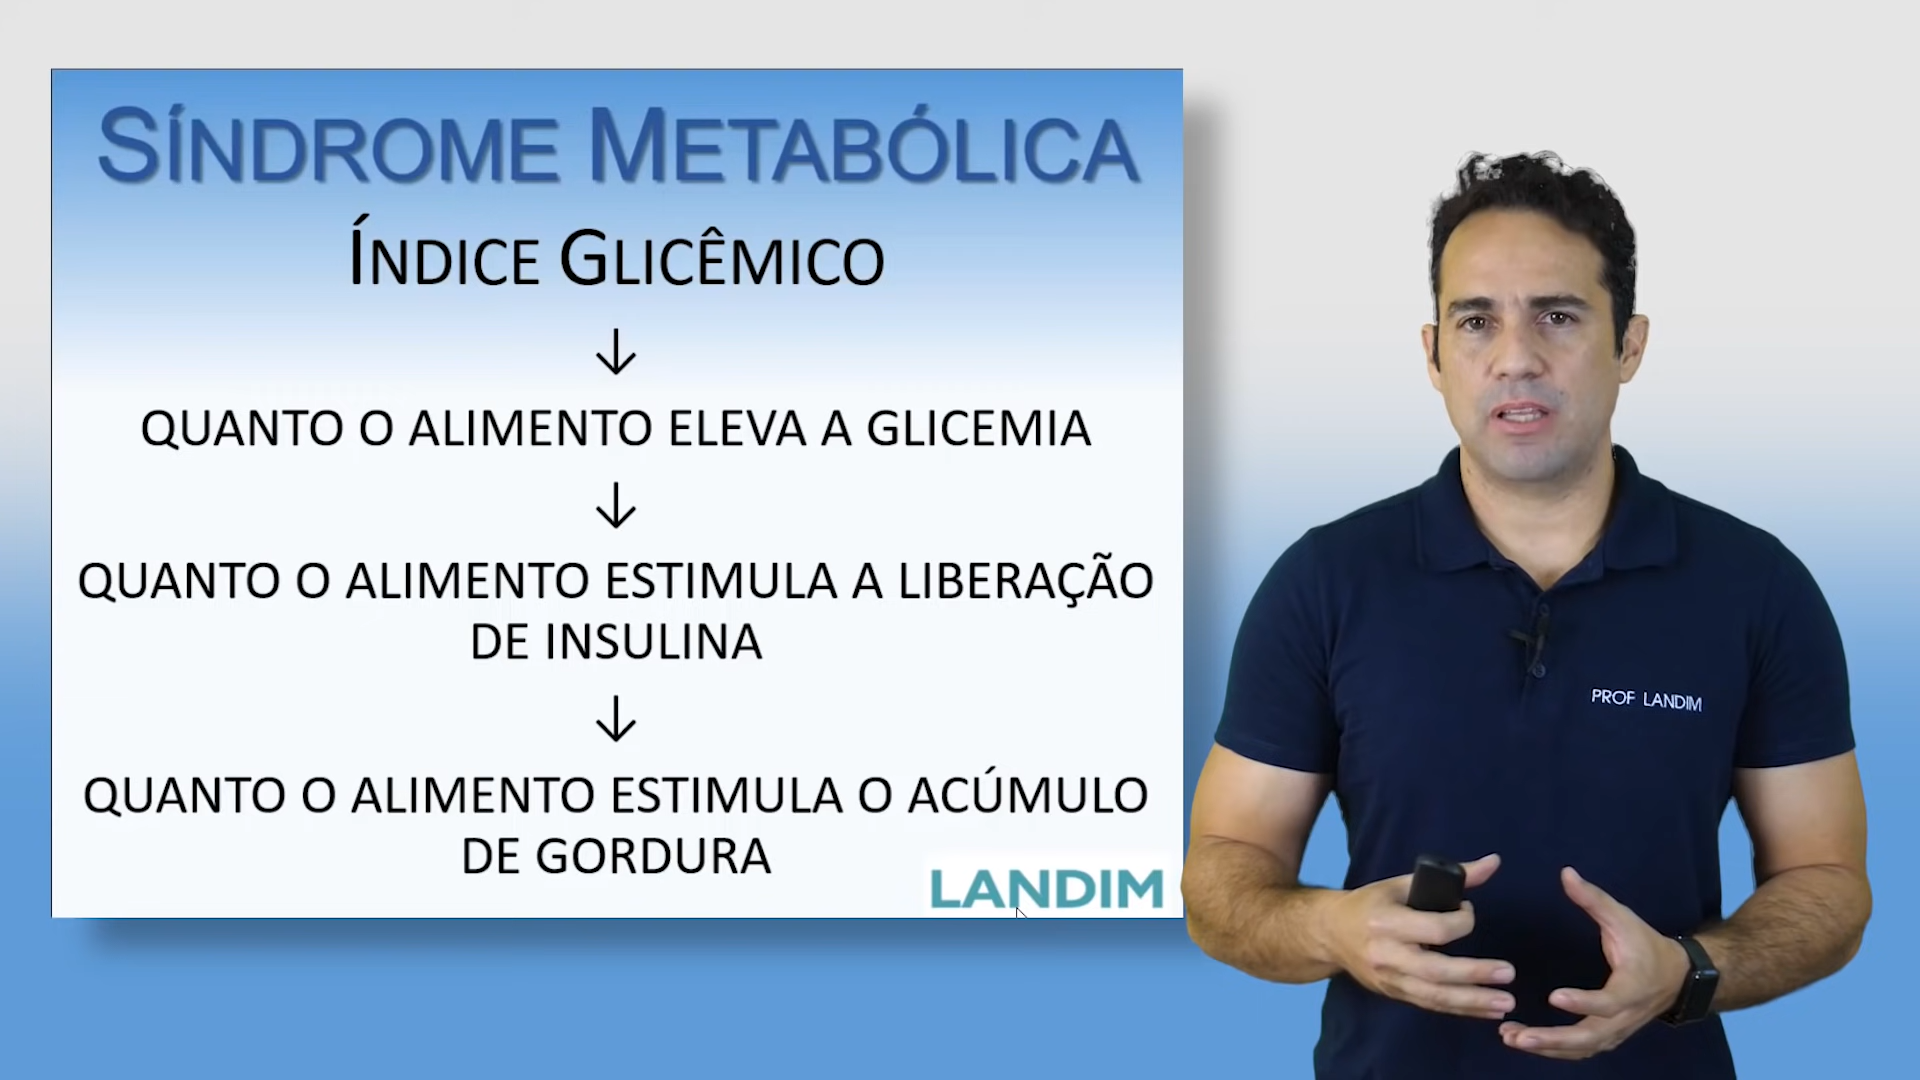 SÍNDROME METABÓLICA
ÍNDICE GLICÊMICO
↓
QUANTO O ALIMENTO ELEVA A GLICEMIA
↓
QUANTO O ALIMENTO ESTIMULA A LIBERAÇÃO
DE INSULINA
↓
QUANTO O ALIMENTO ESTIMULA O ACÚMULO
DE GORDURA
LANDIM
PROF LANDIM